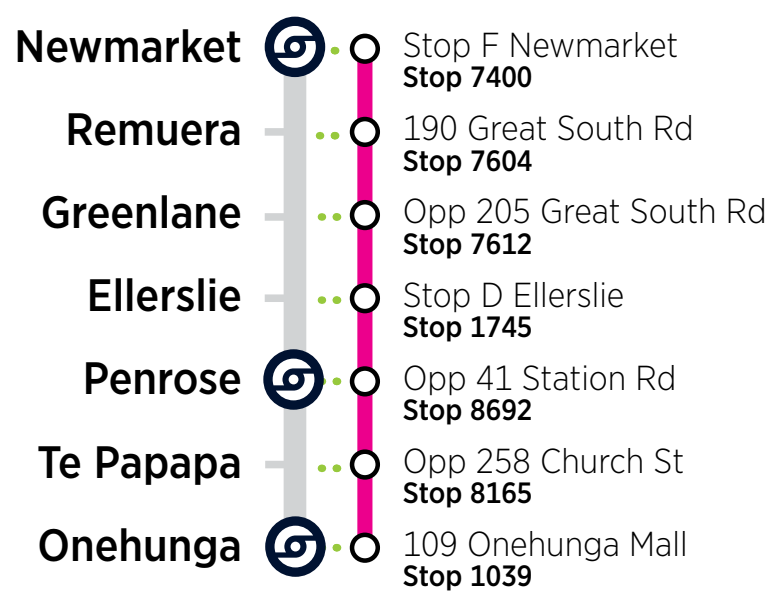 Newmarket
Stop F Newmarket
Stop 7400
Remuera
190 Great South Rd
Stop 7604
Greenlane
Opp 205 Great South Rd
Stop 7612
Ellerslie
Stop D Ellerslie
Stop 1745
Penrose
Opp 41 Station Rd
Stop 8692
Te Papapa
Opp 258 Church St
Stop 8165
Onehunga
109 Onehunga Mall
Stop 1039